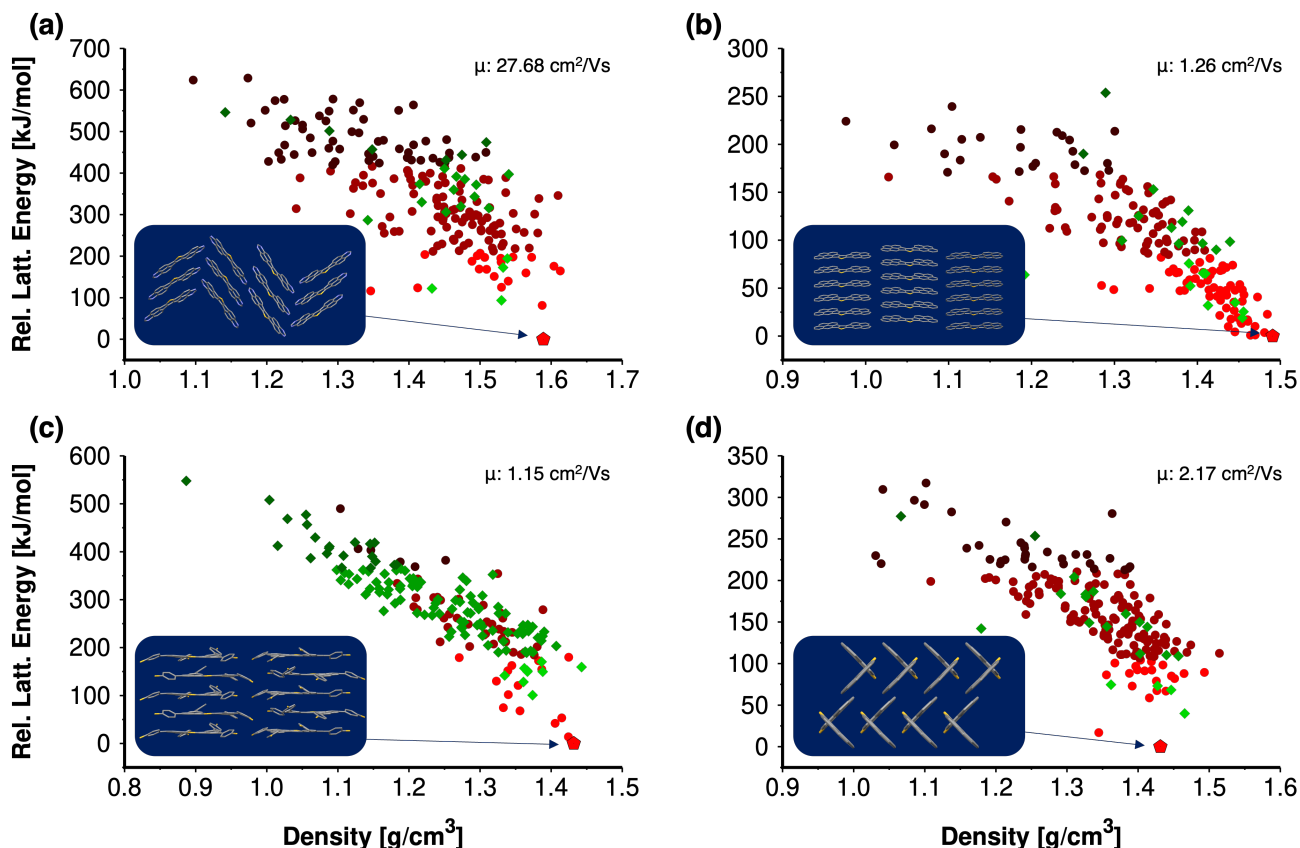 (a)
700
600
500
400
300
200
100
0
Rel. Latt. Energy [kJ/mol]
μ: 27.68 cm²/Vs
1.0 1.1 1.2 1.3 1.4 1.5 1.6 1.7
(b)
300
250
200
150
100
50
0
μ: 1.26 cm²/Vs
0.9 1.0 1.1 1.2 1.3 1.4 1.5
(c)
600
500
400
300
200
100
0
Rel. Latt. Energy [kJ/mol]
μ: 1.15 cm²/Vs
0.8 0.9 1.0 1.1 1.2 1.3 1.4 1.5
Density [g/cm³]
(d)
350
300
250
200
150
100
50
0
μ: 2.17 cm²/Vs
0.9 1.0 1.1 1.2 1.3 1.4 1.5 1.6
Density [g/cm³]